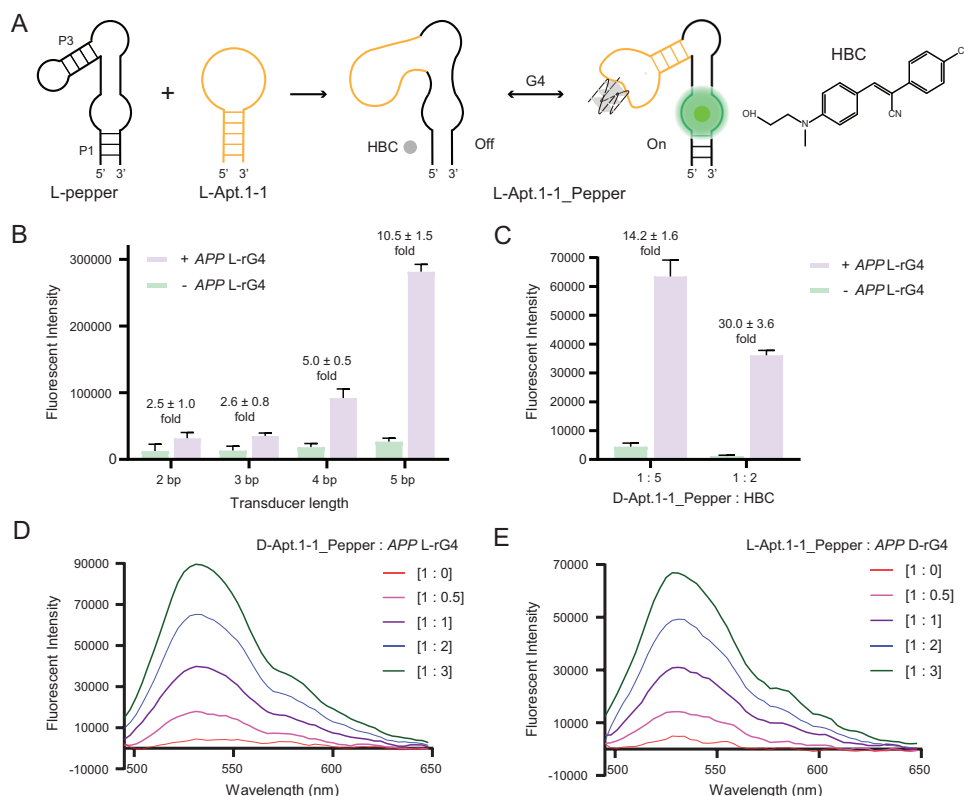 A
P3
P1
5' 3'
L-pepper
+
5' 3'
L-Apt.1-1
HBC
Off
5' 3'
G4
On
5' 3'
L-Apt.1-1_Pepper
HBC
OH
N
CN
B
Fluorescent Intensity
300000
200000
100000
0
+ APP L-rG4
- APP L-rG4
2.5 ± 1.0
fold
2.6 ± 0.8
fold
5.0 ± 0.5
fold
10.5 ± 1.5
fold
2 bp 3 bp 4 bp 5 bp
Transducer length
C
Fluorescent Intensity
70000
60000
50000
40000
30000
20000
10000
0
14.2 ± 1.6
fold
30.0 ± 3.6
fold
+ APP L-rG4
- APP L-rG4
1 : 5 1 : 2
D-Apt.1-1_Pepper : HBC
D
D-Apt.1-1_Pepper : APP L-rG4
Fluorescent Intensity
90000
70000
50000
30000
10000
-10000
[1 : 0]
[1 : 0.5]
[1 : 1]
[1 : 2]
[1 : 3]
500 550 600 650
Wavelength (nm)
E
L-Apt.1-1_Pepper : APP D-rG4
Fluorescent Intensity
70000
50000
30000
10000
-10000
[1 : 0]
[1 : 0.5]
[1 : 1]
[1 : 2]
[1 : 3]
500 550 600 650
Wavelength (nm)